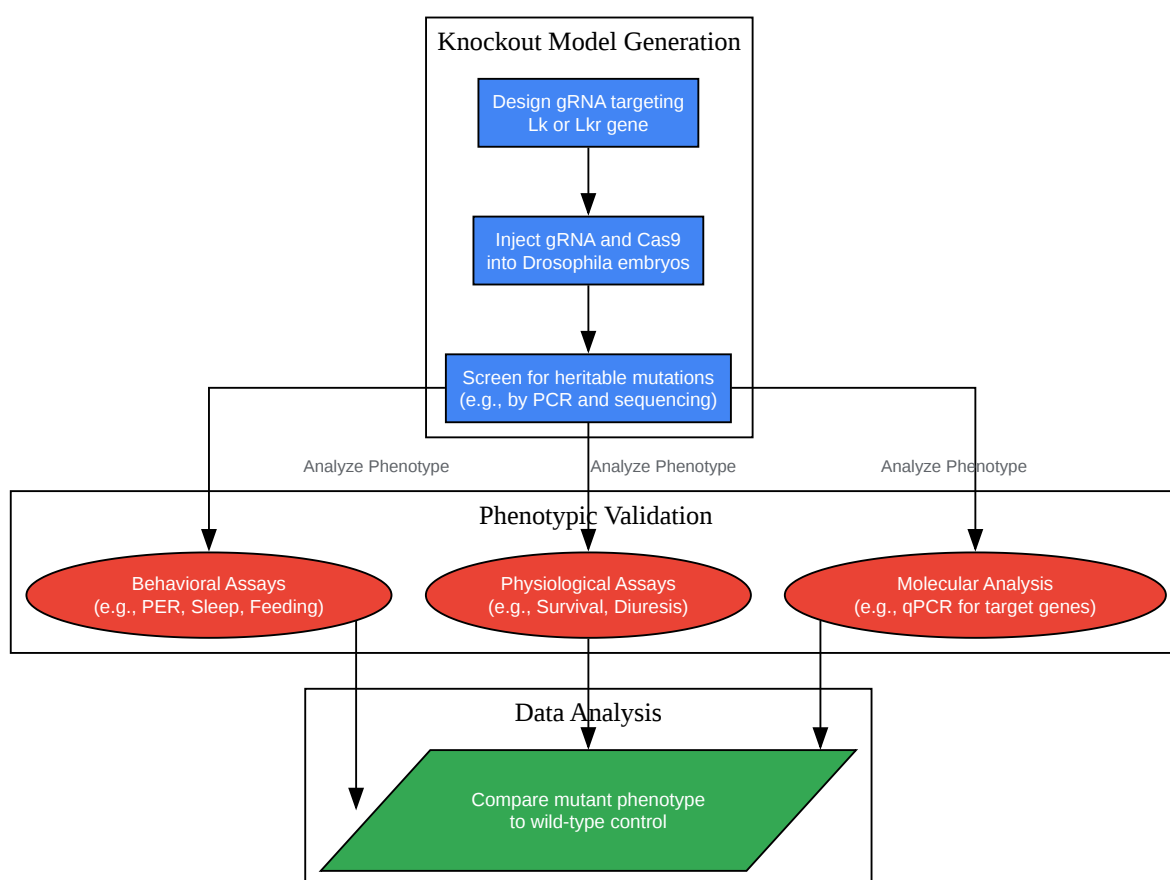 Knockout Model Generation
Design gRNA targeting
Lk or Lkr gene
Inject gRNA and Cas9
into Drosophila embryos
Screen for heritable mutations
(e.g., by PCR and sequencing)
Analyze Phenotype
Analyze Phenotype
Analyze Phenotype
Phenotypic Validation
Behavioral Assays
(e.g., PER, Sleep, Feeding)
Physiological Assays
(e.g., Survival, Diuresis)
Molecular Analysis
(e.g., qPCR for target genes)
Data Analysis
Compare mutant phenotype
to wild-type control